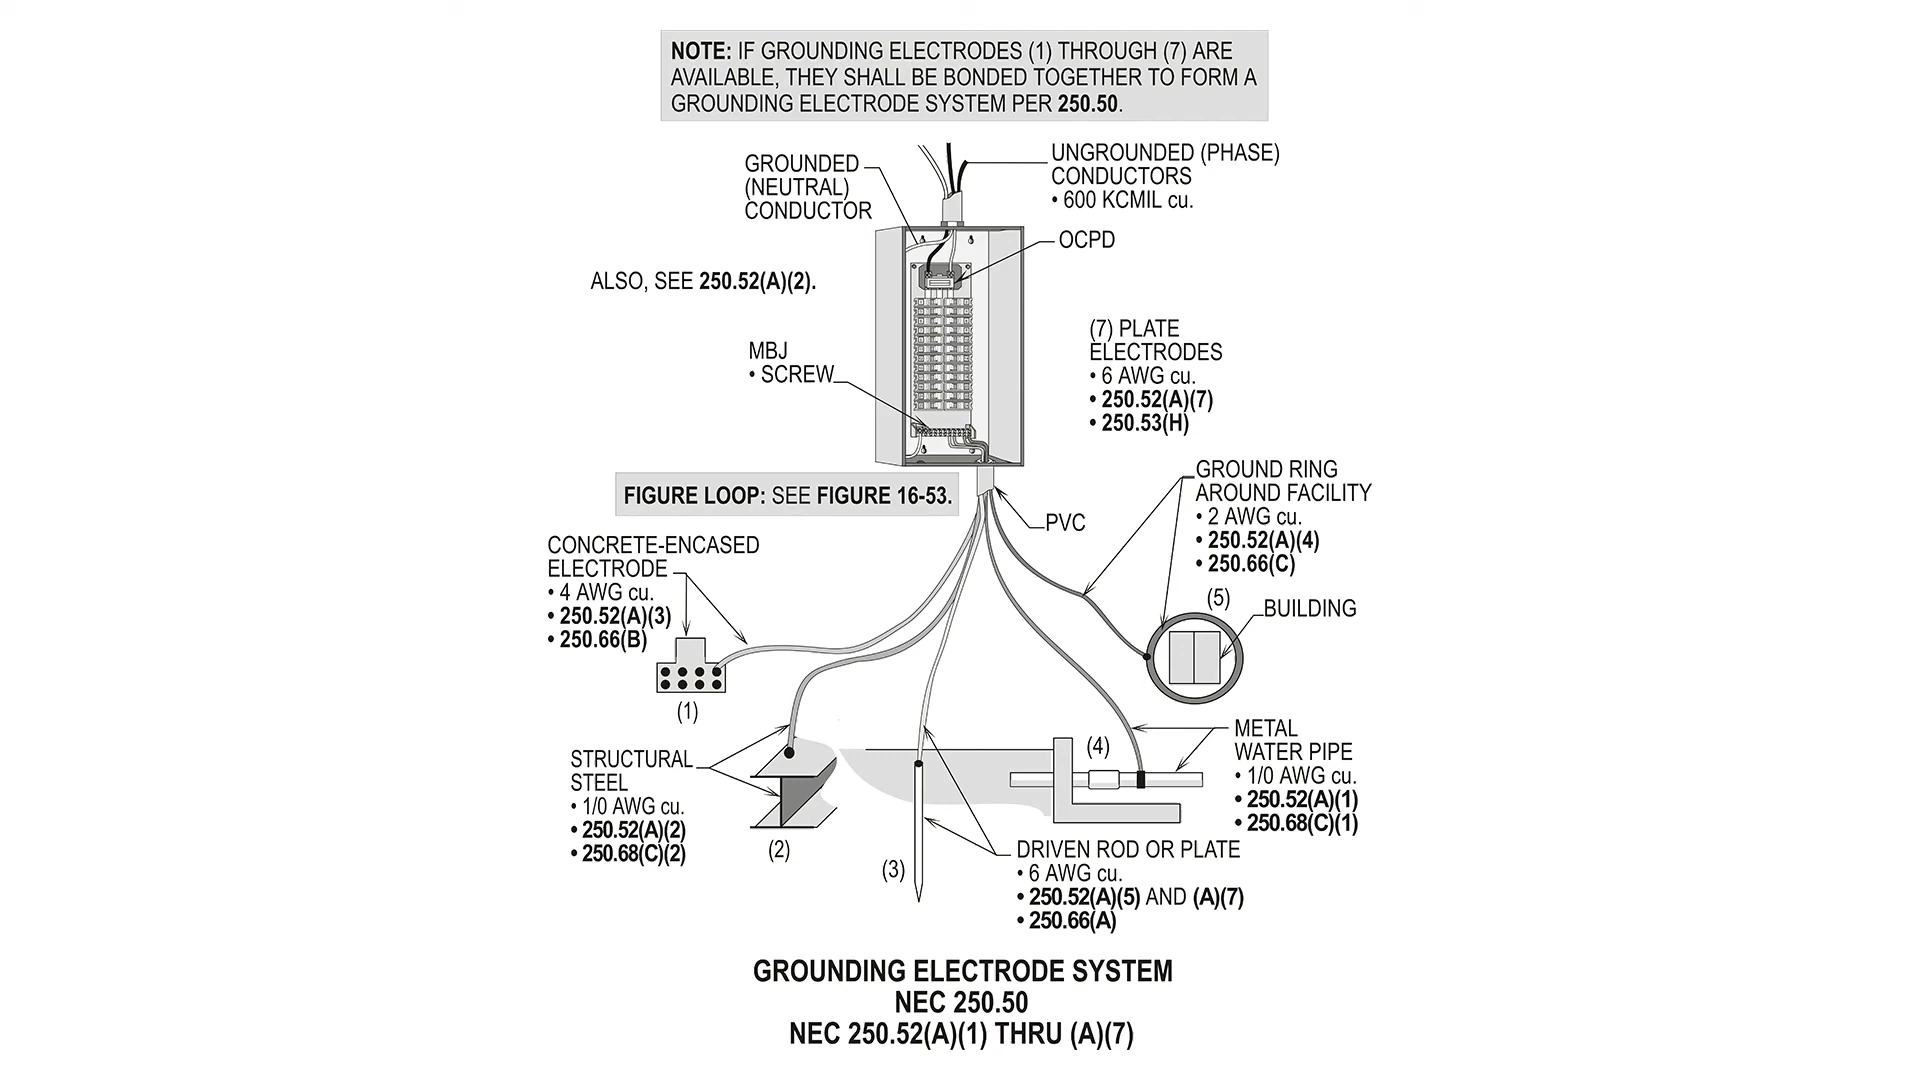 NOTE: IF GROUNDING ELECTRODES (1) THROUGH (7) ARE
AVAILABLE, THEY SHALL BE BONDED TOGETHER TO FORM A
GROUNDING ELECTRODE SYSTEM PER 250.50.
GROUNDED
(NEUTRAL)
CONDUCTOR
UNGROUNDED (PHASE)
CONDUCTORS
• 600 KCMIL cu.
OCPD
ALSO, SEE 250.52(A)(2).
MBJ
• SCREW
(7) PLATE
ELECTRODES
• 6 AWG cu.
• 250.52(A)(7)
• 250.53(H)
FIGURE LOOP: SEE FIGURE 16-53.
PVC
GROUND RING
AROUND FACILITY
• 2 AWG cu.
• 250.52(A)(4)
• 250.66(C)
(5)
BUILDING
CONCRETE-ENCASED
ELECTRODE
• 4 AWG cu.
• 250.52(A)(3)
• 250.66(B)
(1)
STRUCTURAL
STEEL
• 1/0 AWG cu.
• 250.52(A)(2)
• 250.68(C)(2)
(2)
(3)
(4)
METAL
WATER PIPE
• 1/0 AWG cu.
• 250.52(A)(1)
• 250.68(C)(1)
DRIVEN ROD OR PLATE
• 6 AWG cu.
• 250.52(A)(5) AND (A)(7)
• 250.66(A)
GROUNDING ELECTRODE SYSTEM
NEC 250.50
NEC 250.52(A)(1) THRU (A)(7)